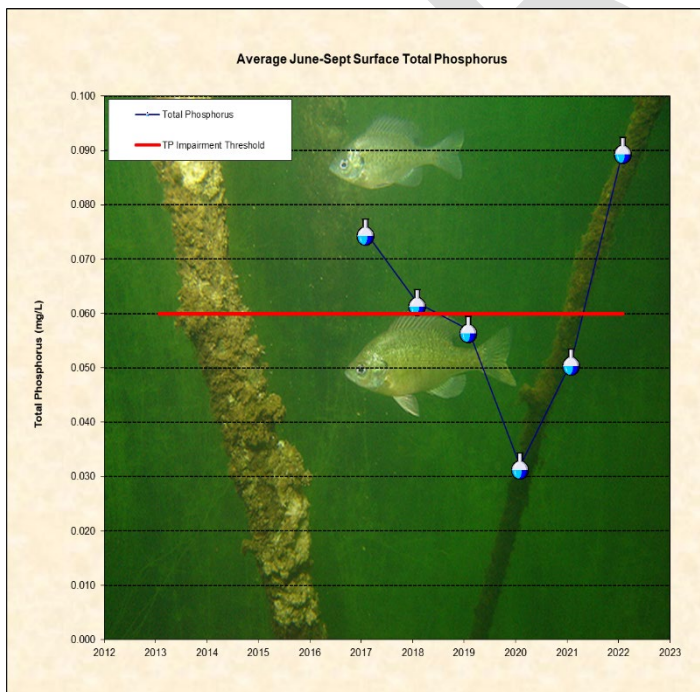 Average June-Sept Surface Total Phosphorus
0.100
Total Phosphorus
TP Impairment Threshold
0.090
0.080
0.070
0.060
0.050
0.040
0.030
0.020
0.010
0.000
Total Phosphorus (mg/L)
2012 2013 2014 2015 2016 2017 2018 2019 2020 2021 2022 2023